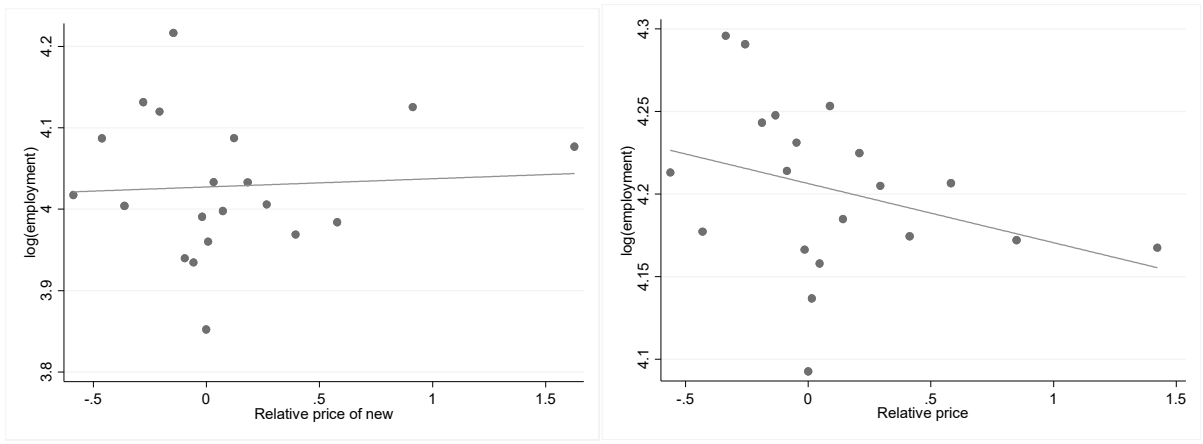 log(employment)
4.2
4.1
4
3.9
3.8
-.5 0 .5 1 1.5
Relative price of new
log(employment)
4.3
4.25
4.2
4.15
4.1
-.5 0 .5 1 1.5
Relative price